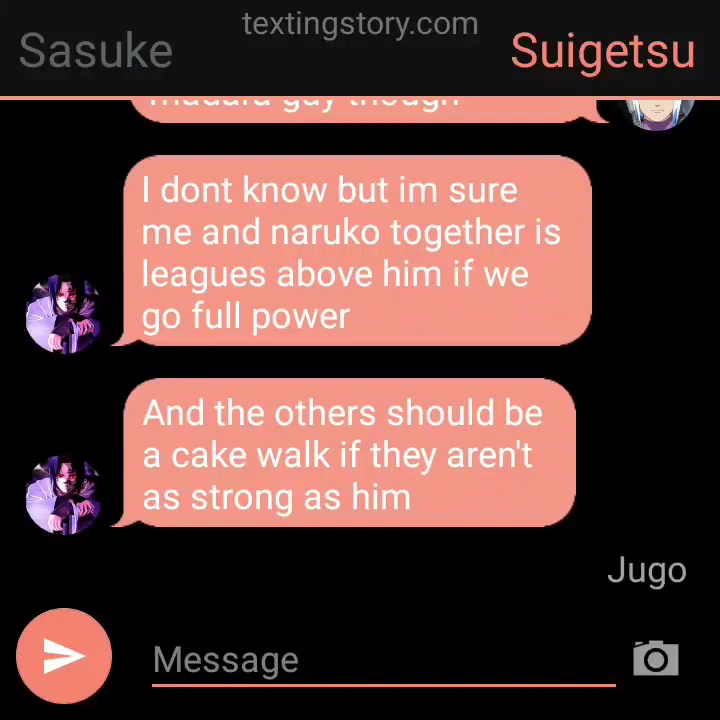 textingstory.com
Sasuke
Suigetsu
madara guy though
I dont know but im sure
me and naruko together is
leagues above him if we
go full power
And the others should be
a cake walk if they aren't
as strong as him
Jugo
Message